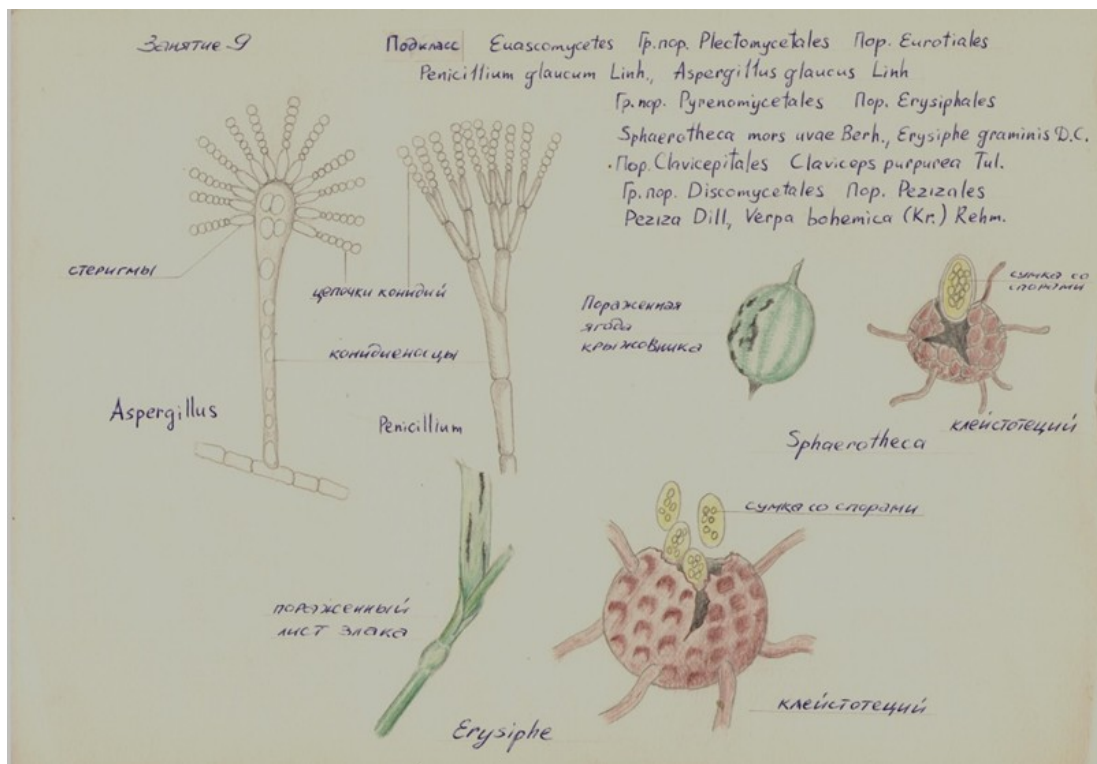 Занятие-9
Подкласс Euascomycetes Гр.пор. Plectomycetales Пор. Eurotiales
Penicillium glaucum Linh., Aspergillus glaucus Linh
Гр.пор. Pyrenomycetales Пор. Erysiphales
Sphaerotheca mors uvae Berh., Erysiphe graminis D.C.
Пор. Clavicepitales Claviceps purpurea Tul.
Гр.пор. Discomycetales Пор. Pezizales
Peziza Dill, Verpa bohemica (Kr.) Rehm.
стеригмы
цепочки конидий
конидиеносцы
Aspergillus
Penicillium
Пораженная
ягода
крыжовника
сумка со
спорами
клейстотеций
Sphaerotheca
сумка со спорами
пораженный
лист злака
клейстотеций
Erysiphe